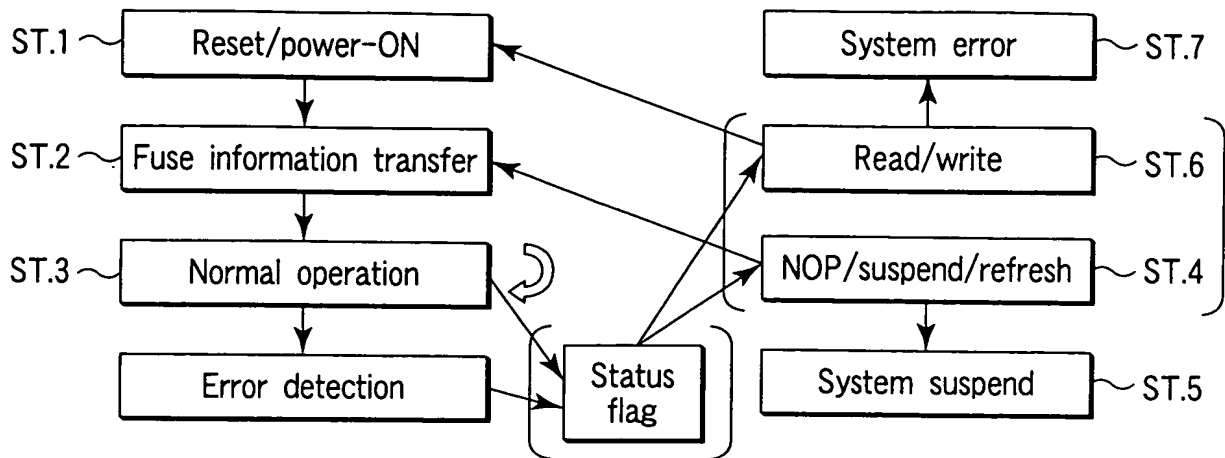 ST.1
Reset/power-ON
System error
ST.7
ST.2
Fuse information transfer
Read/write
ST.6
ST.3
Normal operation
NOP/suspend/refresh
ST.4
Error detection
Status
flag
System suspend
ST.5